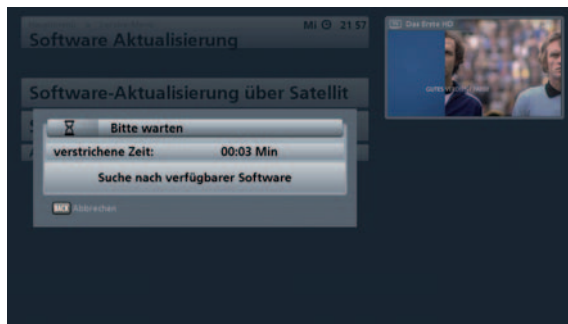 Mi 21 57
Software Aktualisierung
Das Erste HD
Software-Aktualisierung über Satellit
Bitte warten
verstrichene Zeit: 00:03 Min
Suche nach verfügbarer Software
BACK Abbrechen